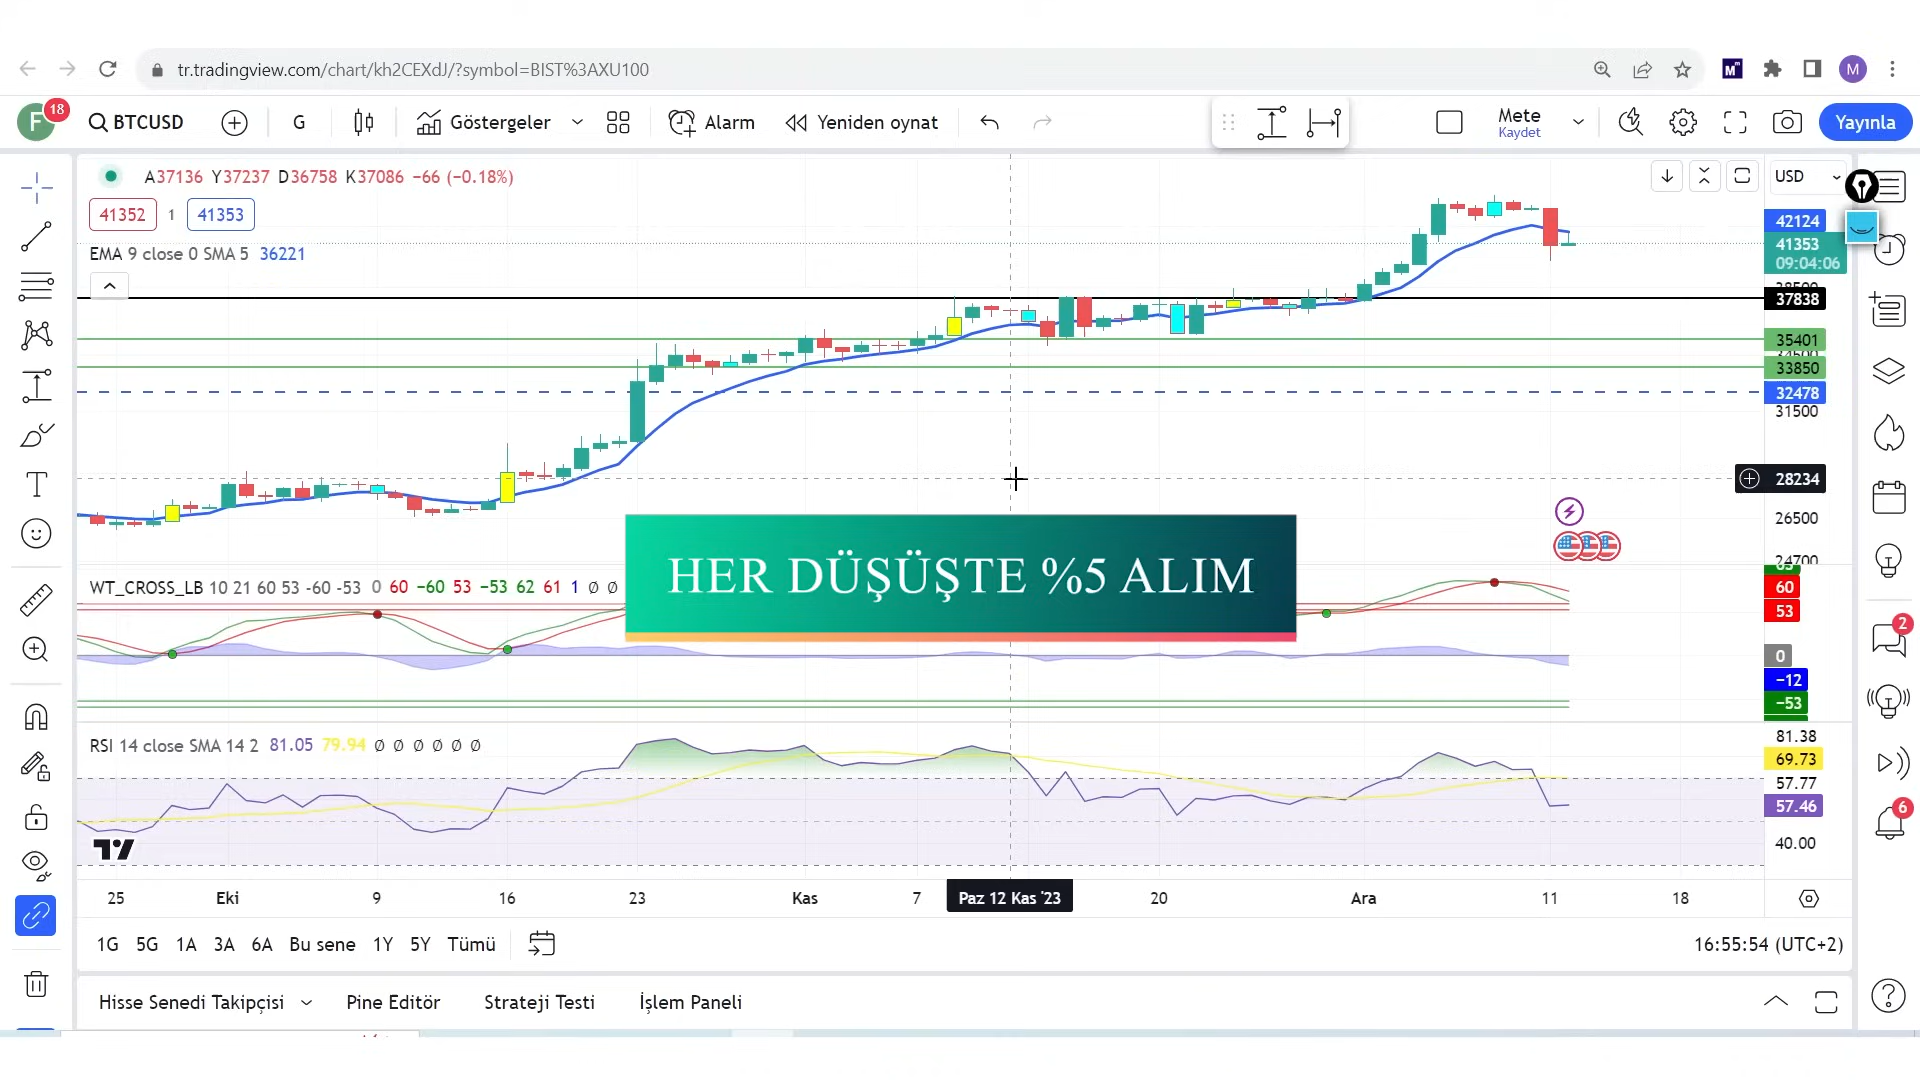 tr.tradingview.com/chart/kh2CEXdJ/?symbol=BIST%3AXU100
M
M
F
18
BTCUSD
G
Göstergeler
Alarm
Yeniden oynat
Mete
Kaydet
Yayınla
A37136 Y37237 D36758 K37086 −66 (−0.18%)
USD
41352 1 41353
EMA 9 close 0 SMA 5 36221
42124
41353
09:04:06
37838
35401
33850
32478
31500
28234
26500
24700
HER DÜŞÜŞTE %5 ALIM
WT_CROSS_LB 10 21 60 53 -60 -53 0 60 −60 53 −53 62 61 1 Ø Ø
60
53
0
−12
−53
2
RSI 14 close SMA 14 2 81.05 79.94 Ø Ø Ø Ø Ø Ø
81.38
69.73
57.77
57.46
40.00
6
25 Eki 9 16 23 Kas 7 Paz 12 Kas '23 20 Ara 11 18
1G 5G 1A 3A 6A Bu sene 1Y 5Y Tümü
16:55:54 (UTC+2)
Hisse Senedi Takipçisi Pine Editör Strateji Testi İşlem Paneli